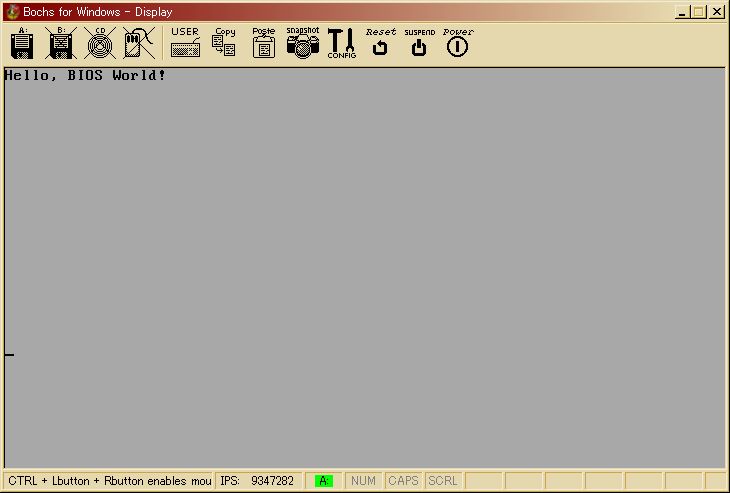 Bochs for Windows - Display
A: B: CD USER Copy Paste snapshot CONFIG Reset SUSPEND Power
Hello, BIOS World!
CTRL + Lbutton + Rbutton enables mou IPS: 9347282 A: NUM CAPS SCRL